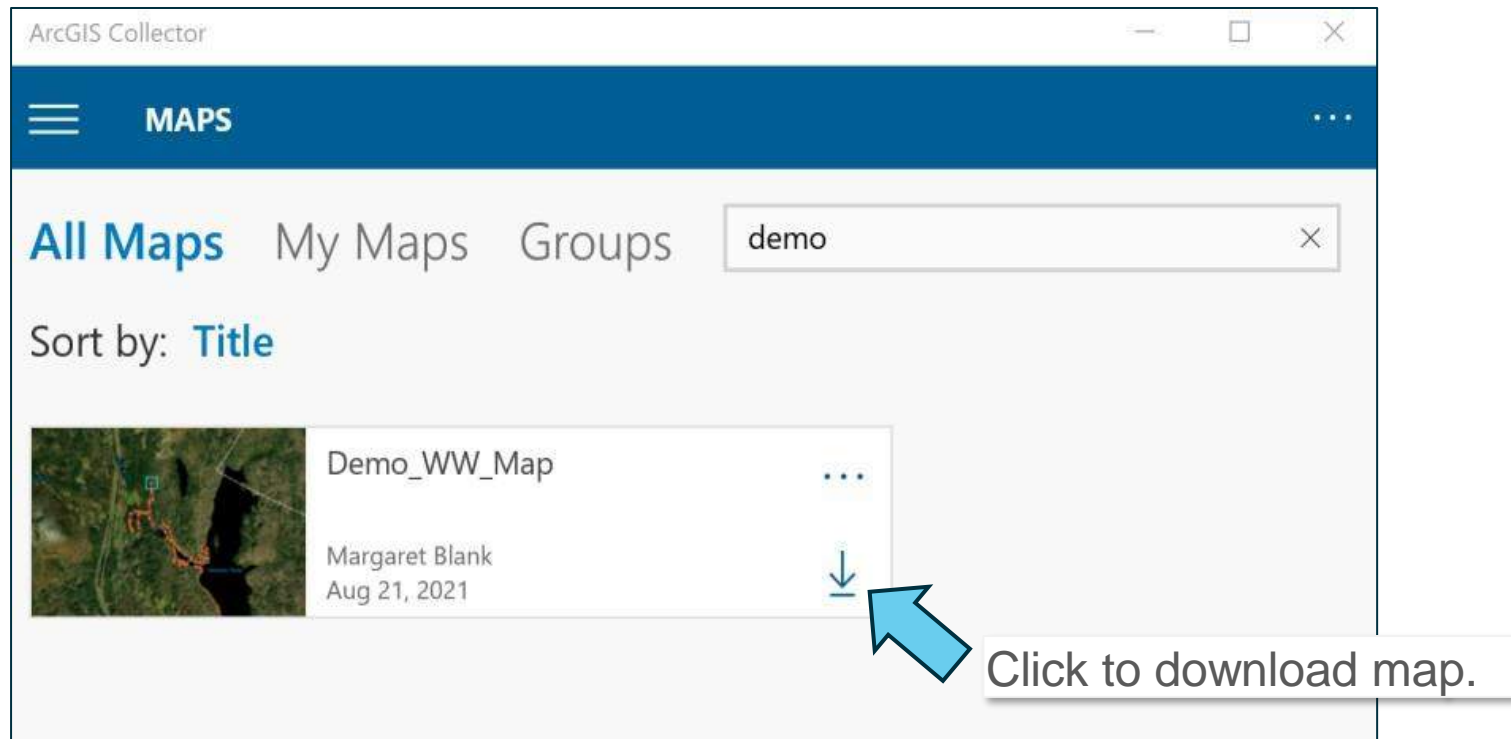 ArcGIS Collector
MAPS
All Maps My Maps Groups demo
Sort by: Title
Demo_WW_Map
Margaret Blank
Aug 21, 2021
Click to download map.